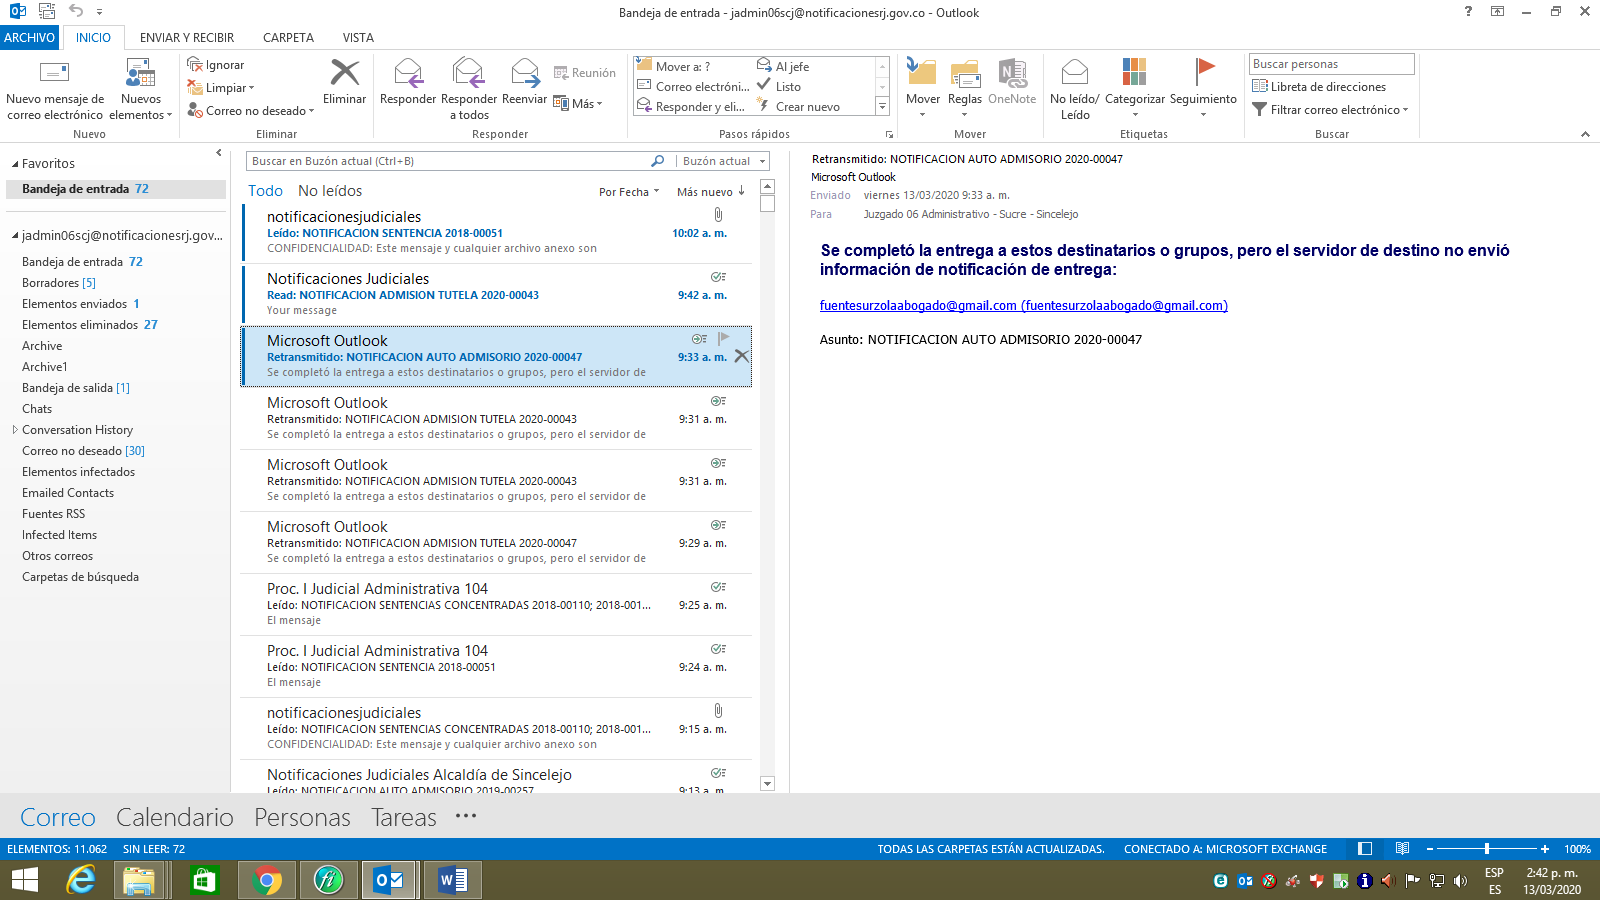 Bandeja de entrada - jadmin06scj@notificacionesrj.gov.co - Outlook
ARCHIVO INICIO ENVIAR Y RECIBIR CARPETA VISTA
Nuevo mensaje de correo electrónico
Nuevos elementos
Nuevo
Ignorar
Limpiar
Correo no deseado
Eliminar
Eliminar
Responder
Responder a todos
Reenviar
Reunión
Más
Responder
Mover a: ?
Correo electróni...
Responder y eli...
Al jefe
Listo
Crear nuevo
Pasos rápidos
Mover
Reglas
OneNote
Mover
No leído/ Leído
Categorizar
Seguimiento
Etiquetas
Buscar personas
Libreta de direcciones
Filtrar correo electrónico
Buscar
Favoritos
Bandeja de entrada 72
jadmin06scj@notificacionesrj.gov...
Bandeja de entrada 72
Borradores [5]
Elementos enviados 1
Elementos eliminados 27
Archive
Archive1
Bandeja de salida [1]
Chats
Conversation History
Correo no deseado [30]
Elementos infectados
Emailed Contacts
Fuentes RSS
Infected Items
Otros correos
Carpetas de búsqueda
Buscar en Buzón actual (Ctrl+B) Buzón actual
Todo No leídos Por Fecha Más nuevo
notificacionesjudiciales
Leído: NOTIFICACION SENTENCIA 2018-00051 10:02 a. m.
CONFIDENCIALIDAD: Este mensaje y cualquier archivo anexo son
Notificaciones Judiciales
Read: NOTIFICACION ADMISION TUTELA 2020-00043 9:42 a. m.
Your message
Microsoft Outlook
Retransmitido: NOTIFICACION AUTO ADMISORIO 2020-00047 9:33 a. m.
Se completó la entrega a estos destinatarios o grupos, pero el servidor de
Microsoft Outlook
Retransmitido: NOTIFICACION ADMISION TUTELA 2020-00043 9:31 a. m.
Se completó la entrega a estos destinatarios o grupos, pero el servidor de
Microsoft Outlook
Retransmitido: NOTIFICACION ADMISION TUTELA 2020-00043 9:31 a. m.
Se completó la entrega a estos destinatarios o grupos, pero el servidor de
Microsoft Outlook
Retransmitido: NOTIFICACION ADMISION TUTELA 2020-00047 9:29 a. m.
Se completó la entrega a estos destinatarios o grupos, pero el servidor de
Proc. I Judicial Administrativa 104
Leído: NOTIFICACION SENTENCIAS CONCENTRADAS 2018-00110; 2018-001... 9:25 a. m.
El mensaje
Proc. I Judicial Administrativa 104
Leído: NOTIFICACION SENTENCIA 2018-00051 9:24 a. m.
El mensaje
notificacionesjudiciales
Leído: NOTIFICACION SENTENCIAS CONCENTRADAS 2018-00110; 2018-001... 9:15 a. m.
CONFIDENCIALIDAD: Este mensaje y cualquier archivo anexo son
Notificaciones Judiciales Alcaldía de Sincelejo
Leído: NOTIFICACION AUTO ADMISORIO 2019-00257 9:13 a. m.
Retransmitido: NOTIFICACION AUTO ADMISORIO 2020-00047
Microsoft Outlook
Enviado viernes 13/03/2020 9:33 a. m.
Para Juzgado 06 Administrativo - Sucre - Sincelejo
Se completó la entrega a estos destinatarios o grupos, pero el servidor de destino no envió
información de notificación de entrega:
fuentesurzolaabogado@gmail.com (fuentesurzolaabogado@gmail.com)
Asunto: NOTIFICACION AUTO ADMISORIO 2020-00047
Correo Calendario Personas Tareas ...
ELEMENTOS: 11.062 SIN LEER: 72 TODAS LAS CARPETAS ESTÁN ACTUALIZADAS. CONECTADO A: MICROSOFT EXCHANGE 100%
ESP 2:42 p. m.
ES 13/03/2020